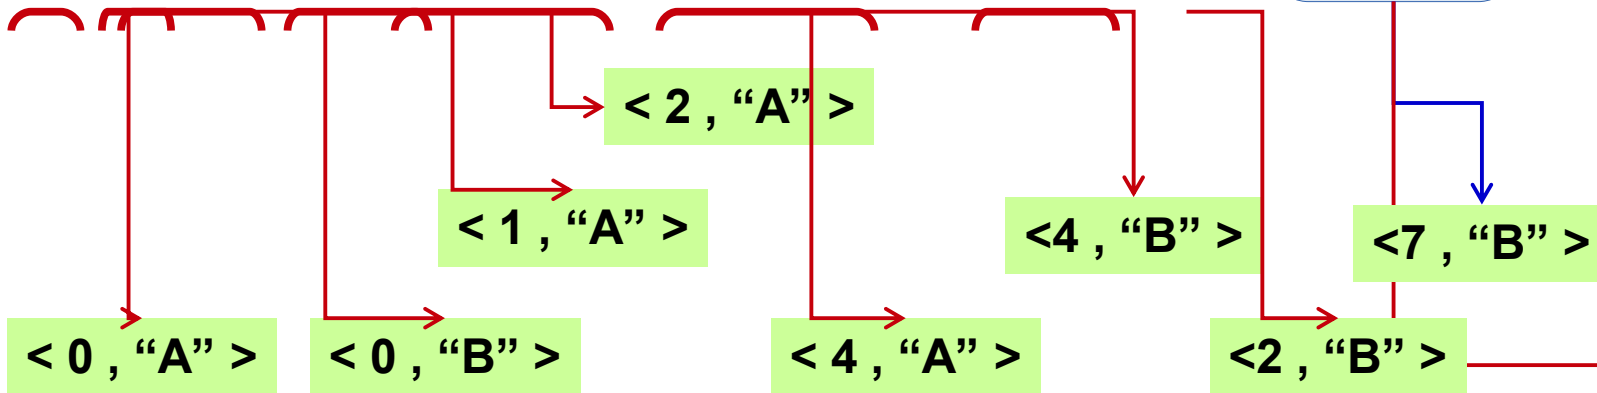 < 2 , “A” >
< 1 , “A” >
<4 , “B” >
<7 , “B” >
< 0 , “A” >
< 0 , “B” >
< 4 , “A” >
<2 , “B” >